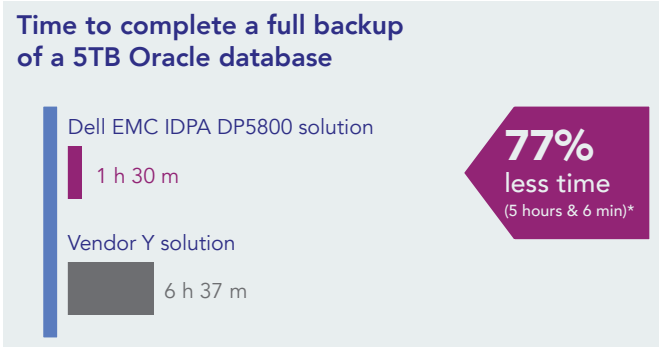 Time to complete a full backup
of a 5TB Oracle database
Dell EMC IDPA DP5800 solution
1 h 30 m
Vendor Y solution
6 h 37 m
77%
less time
(5 hours & 6 min)*